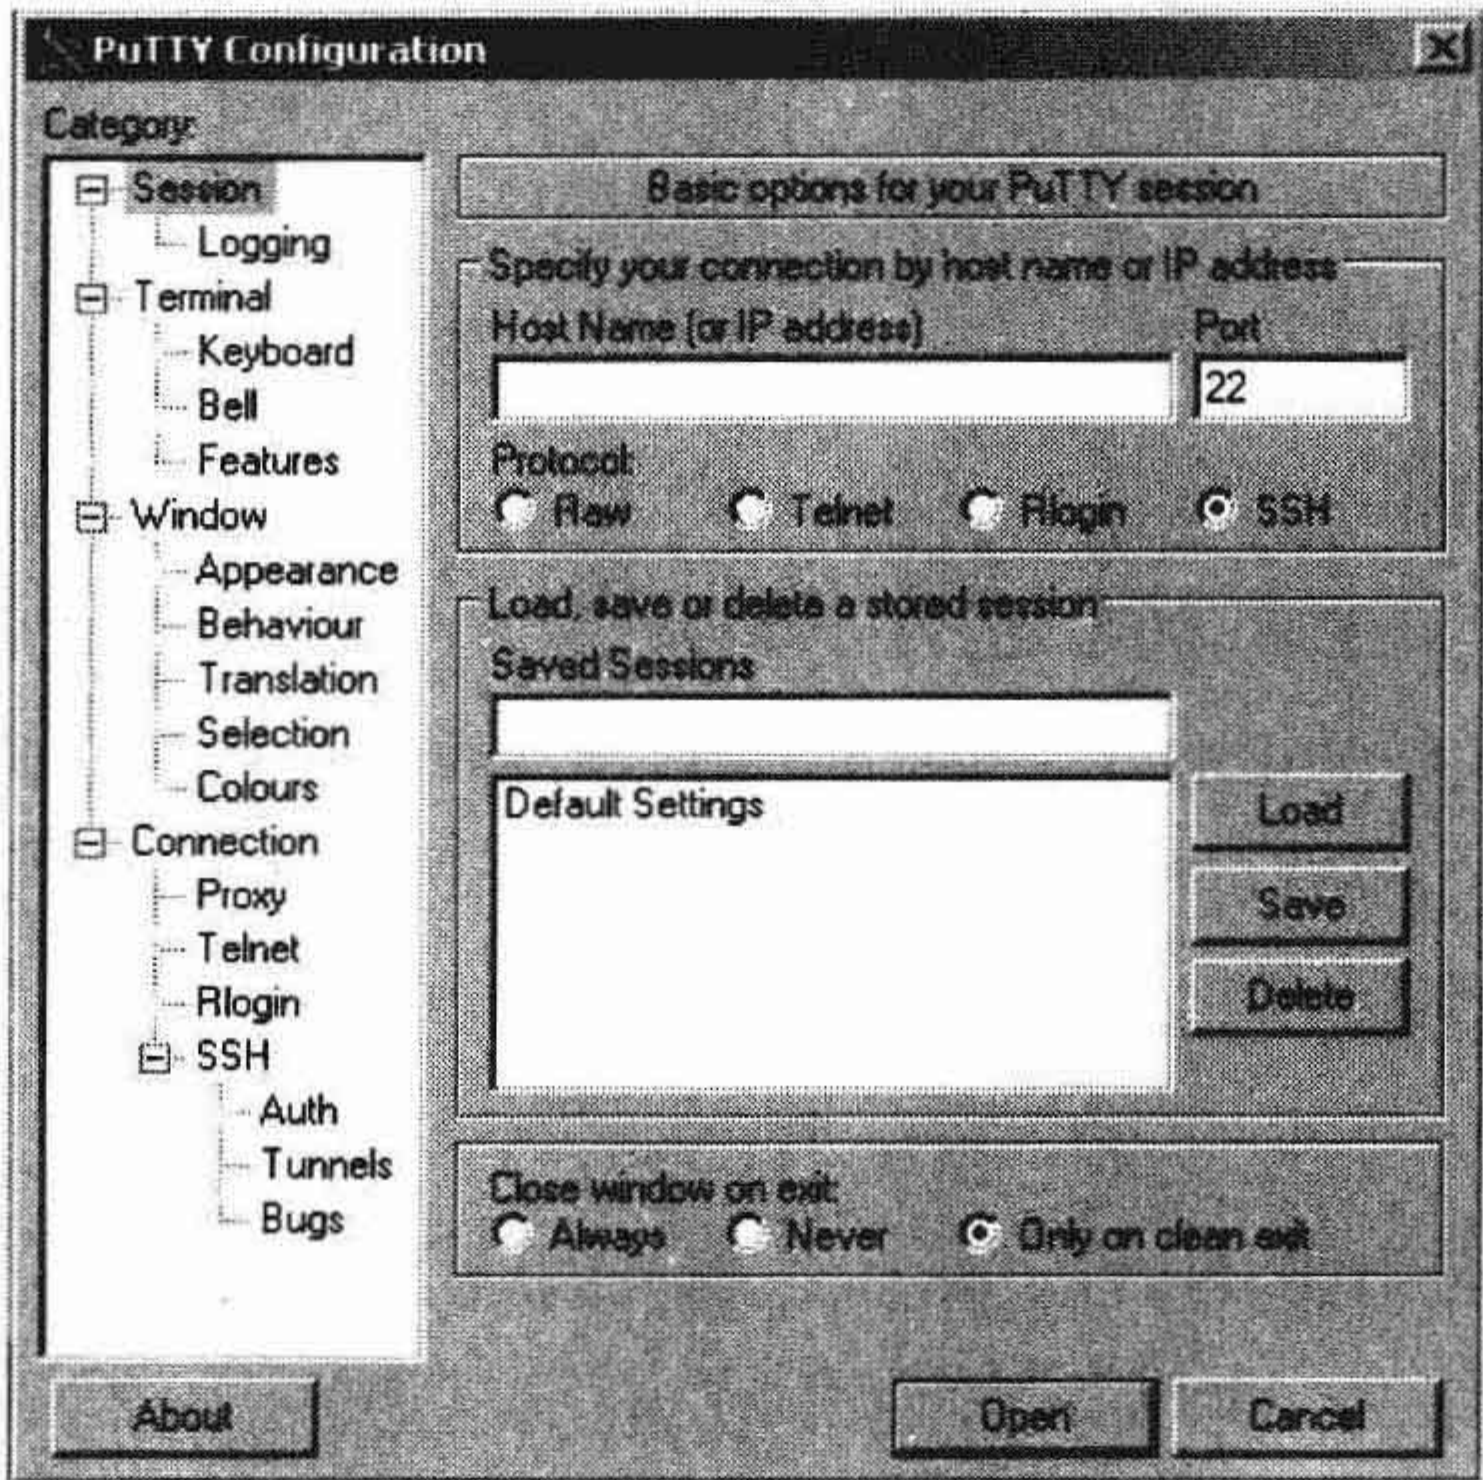 PuTTY Configuration
Category:
Session
Logging
Terminal
Keyboard
Bell
Features
Window
Appearance
Behaviour
Translation
Selection
Colours
Connection
Proxy
Telnet
Rlogin
SSH
Auth
Tunnels
Bugs
Basic options for your PuTTY session
Specify your connection by host name or IP address
Host Name (or IP address)
Port
22
Protocol:
Raw Telnet Rlogin SSH
Load, save or delete a stored session
Saved Sessions
Default Settings
Load
Save
Delete
Close window on exit:
Always Never Only on clean exit
About
Open
Cancel